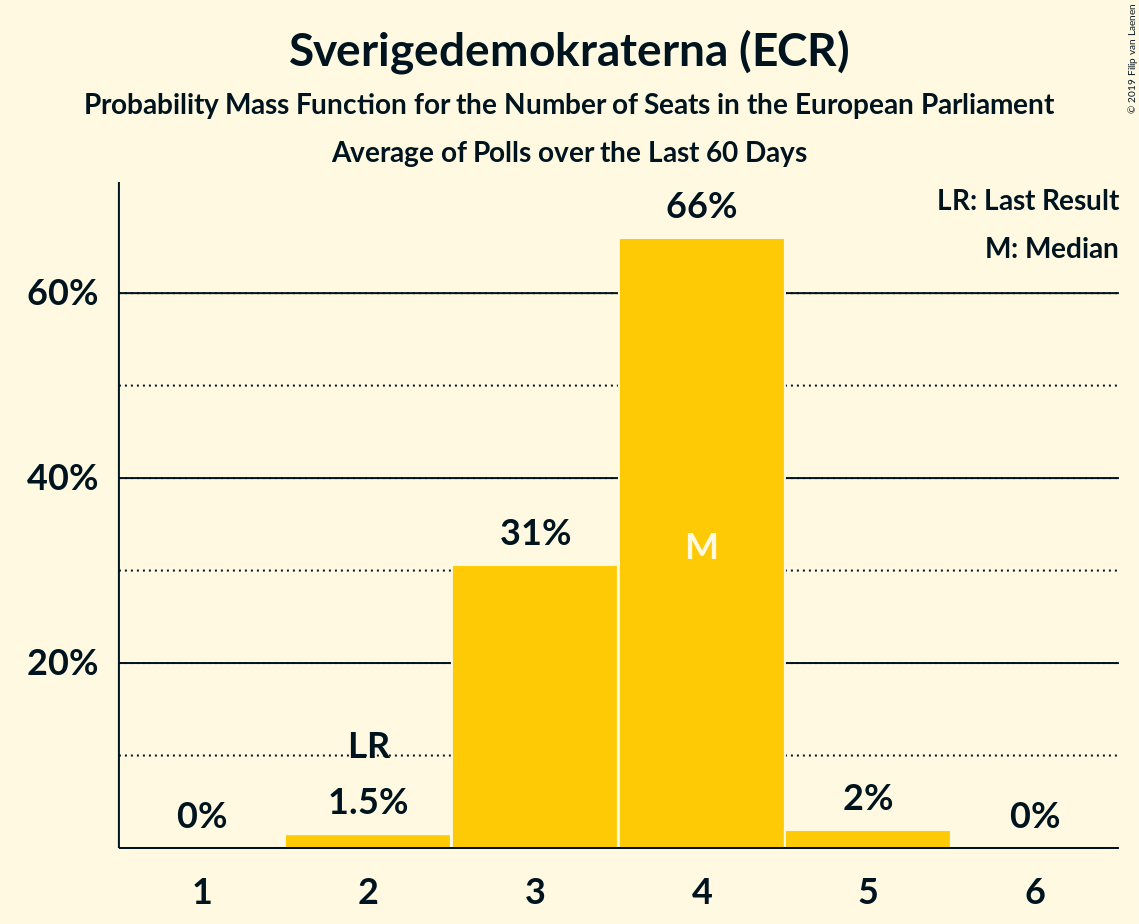 Sverigedemokraterna (ECR)
Probability Mass Function for the Number of Seats in the European Parliament
Average of Polls over the Last 60 Days
© 2019 Filip van Laenen
LR: Last Result
M: Median
66%
60%
40%
31%
M
20%
LR
0%
1.5%
2%
0%
1 2 3 4 5 6